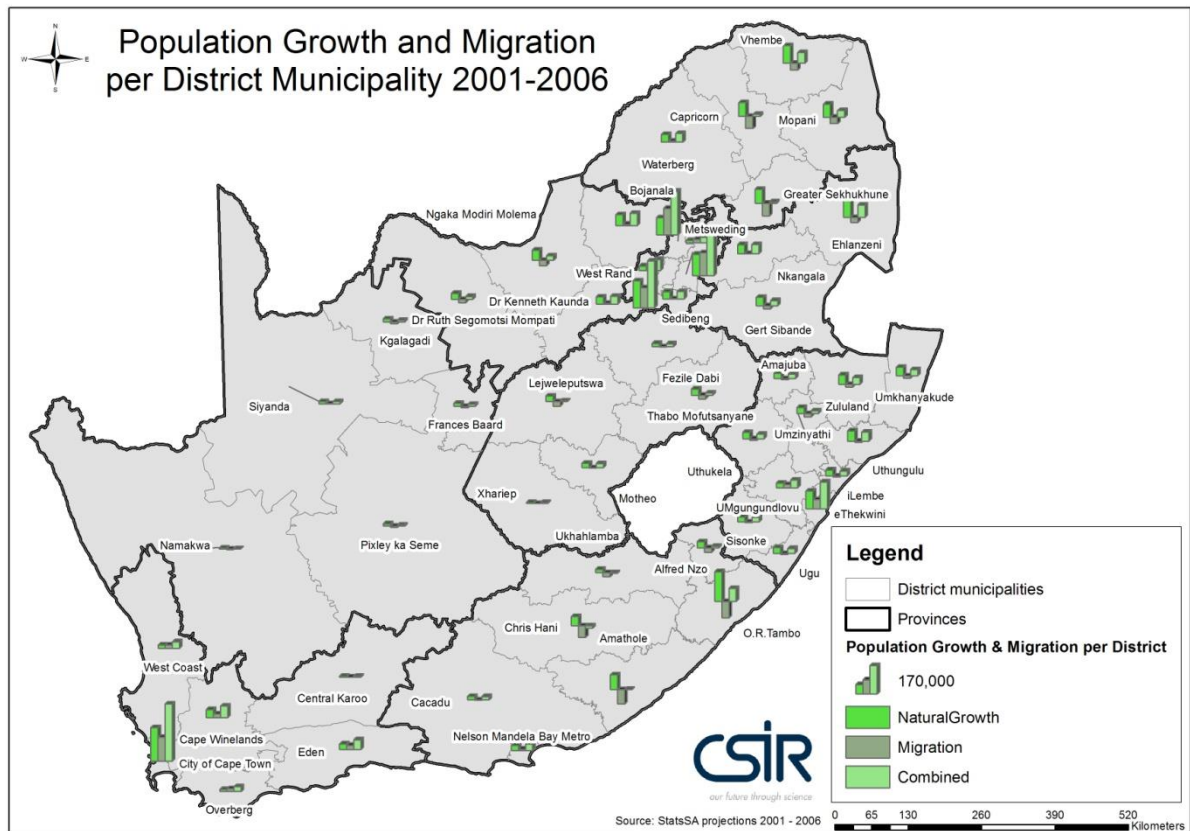 N
W
E
S
Population Growth and Migration
per District Municipality 2001-2006
Vhembe
Capricorn
Mopani
Waterberg
Bojanala
Greater Sekhukhune
Ngaka Modiri Molema
Metsweding
Ehlanzeni
West Rand
Nkangala
Dr Kenneth Kaunda
Dr Ruth Segomotsi Mompati
Sedibeng
Gert Sibande
Kgalagadi
Amajuba
Lejweleputswa
Fezile Dabi
Siyanda
Umkhanyakude
Zululand
Frances Baard
Thabo Mofutsanyane
Umzinyathi
Uthukela
Uthungulu
Xhariep
Motheo
iLembe
UMgungundlovu
eThekwini
Ukhahlamba
Sisonke
Namakwa
Pixley ka Seme
Ugu
Alfred Nzo
Chris Hani
Amathole
O.R.Tambo
West Coast
Central Karoo
Cacadu
Cape Winelands
Nelson Mandela Bay Metro
Eden
City of Cape Town
Overberg
Legend
District municipalities
Provinces
Population Growth & Migration per District
170,000
NaturalGrowth
Migration
Combined
CSIR
our future through science
Source: StatsSA projections 2001 - 2006
0 65 130 260 390 520
Kilometers